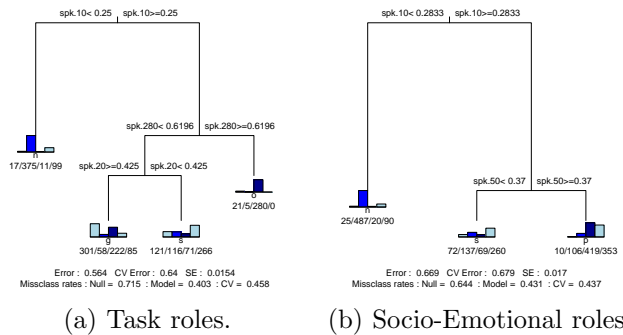 spk.10< 0.25 spk.10>=0.25
spk.280< 0.6196 spk.280>=0.6196
spk.20>=0.425 spk.20< 0.425
n
17/375/11/99
o
21/5/280/0
g
301/58/222/85
s
121/116/71/266
Error : 0.564 CV Error : 0.64 SE : 0.0154
Missclass rates : Null = 0.715 : Model = 0.403 : CV = 0.458
(a) Task roles.
spk.10< 0.2833 spk.10>=0.2833
spk.50< 0.37 spk.50>=0.37
n
25/487/20/90
s
72/137/69/260
p
10/106/419/353
Error : 0.669 CV Error : 0.679 SE : 0.017
Missclass rates : Null = 0.644 : Model = 0.431 : CV = 0.437
(b) Socio-Emotional roles